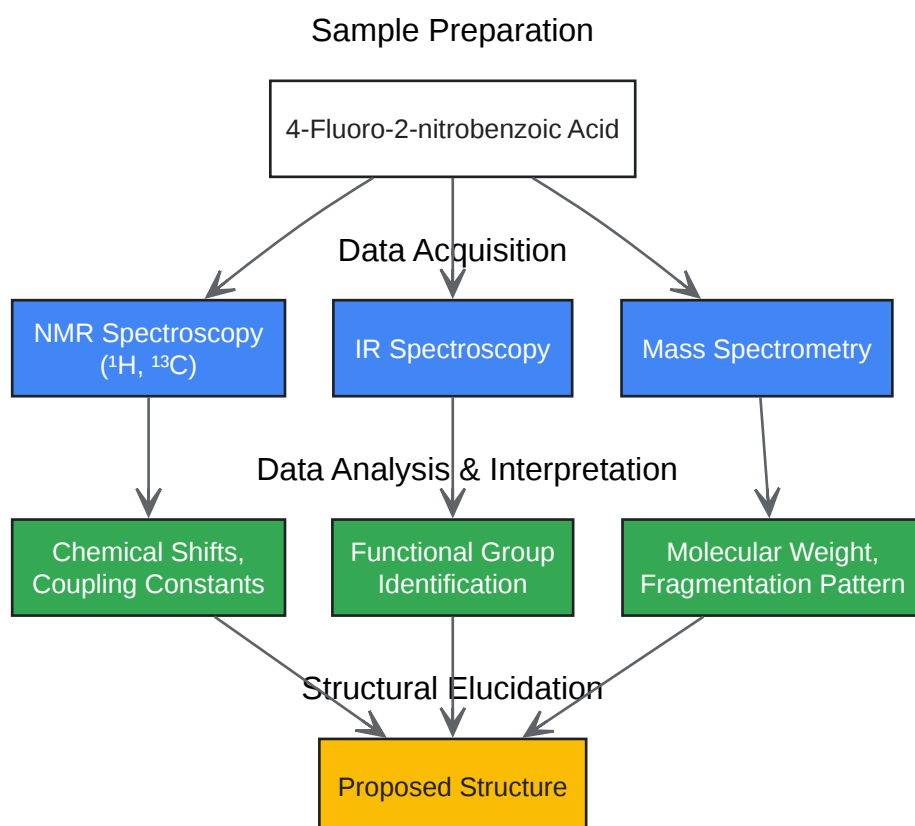 Sample Preparation
4-Fluoro-2-nitrobenzoic Acid
Data Acquisition
NMR Spectroscopy
(¹H, ¹³C)
IR Spectroscopy
Mass Spectrometry
Data Analysis & Interpretation
Chemical Shifts,
Coupling Constants
Functional Group
Identification
Molecular Weight,
Fragmentation Pattern
Structural Elucidation
Proposed Structure